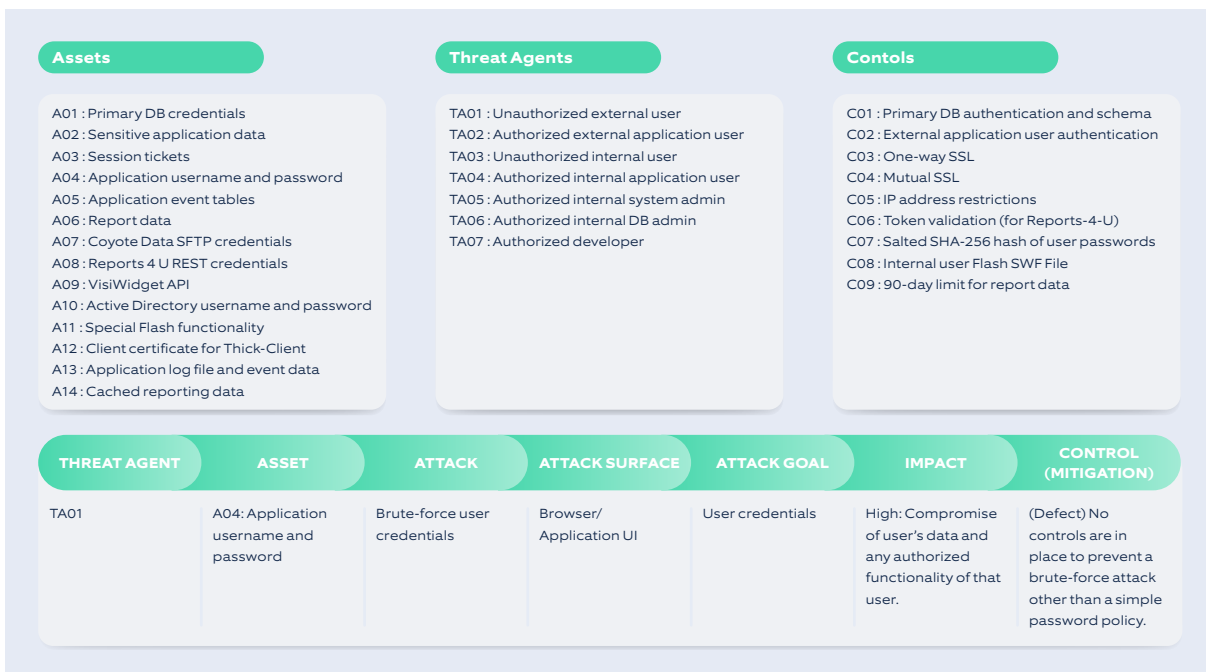 Assets
A01 : Primary DB credentials
A02 : Sensitive application data
A03 : Session tickets
A04 : Application username and password
A05 : Application event tables
A06 : Report data
A07 : Coyote Data SFTP credentials
A08 : Reports 4 U REST credentials
A09 : VisiWidget API
A10 : Active Directory username and password
A11 : Special Flash functionality
A12 : Client certificate for Thick-Client
A13 : Application log file and event data
A14 : Cached reporting data
Threat Agents
TA01 : Unauthorized external user
TA02 : Authorized external application user
TA03 : Unauthorized internal user
TA04 : Authorized internal application user
TA05 : Authorized internal system admin
TA06 : Authorized internal DB admin
TA07 : Authorized developer
Contols
C01 : Primary DB authentication and schema
C02 : External application user authentication
C03 : One-way SSL
C04 : Mutual SSL
C05 : IP address restrictions
C06 : Token validation (for Reports-4-U)
C07 : Salted SHA-256 hash of user passwords
C08 : Internal user Flash SWF File
C09 : 90-day limit for report data
THREAT AGENT
ASSET
ATTACK
ATTACK SURFACE
ATTACK GOAL
IMPACT
CONTROL
(MITIGATION)
TA01
A04: Application
username and
password
Brute-force user
credentials
Browser/
Application UI
User credentials
High: Compromise
of user's data and
any authorized
functionality of that
user.
(Defect) No
controls are in
place to prevent a
brute-force attack
other than a simple
password policy.